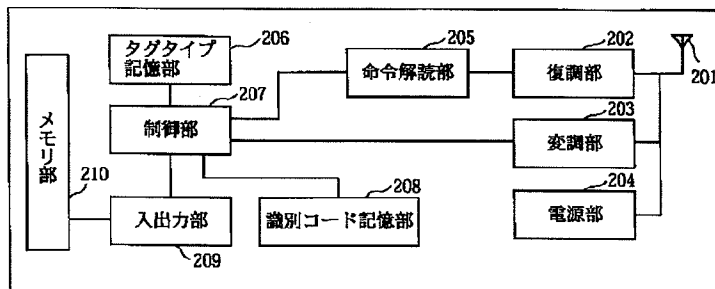 タグタイプ
記憶部
206
205
命令解読部
202
復調部
201
207
制御部
203
変調部
メモリ部
210
208
識別コード記憶部
204
電源部
入出力部
209